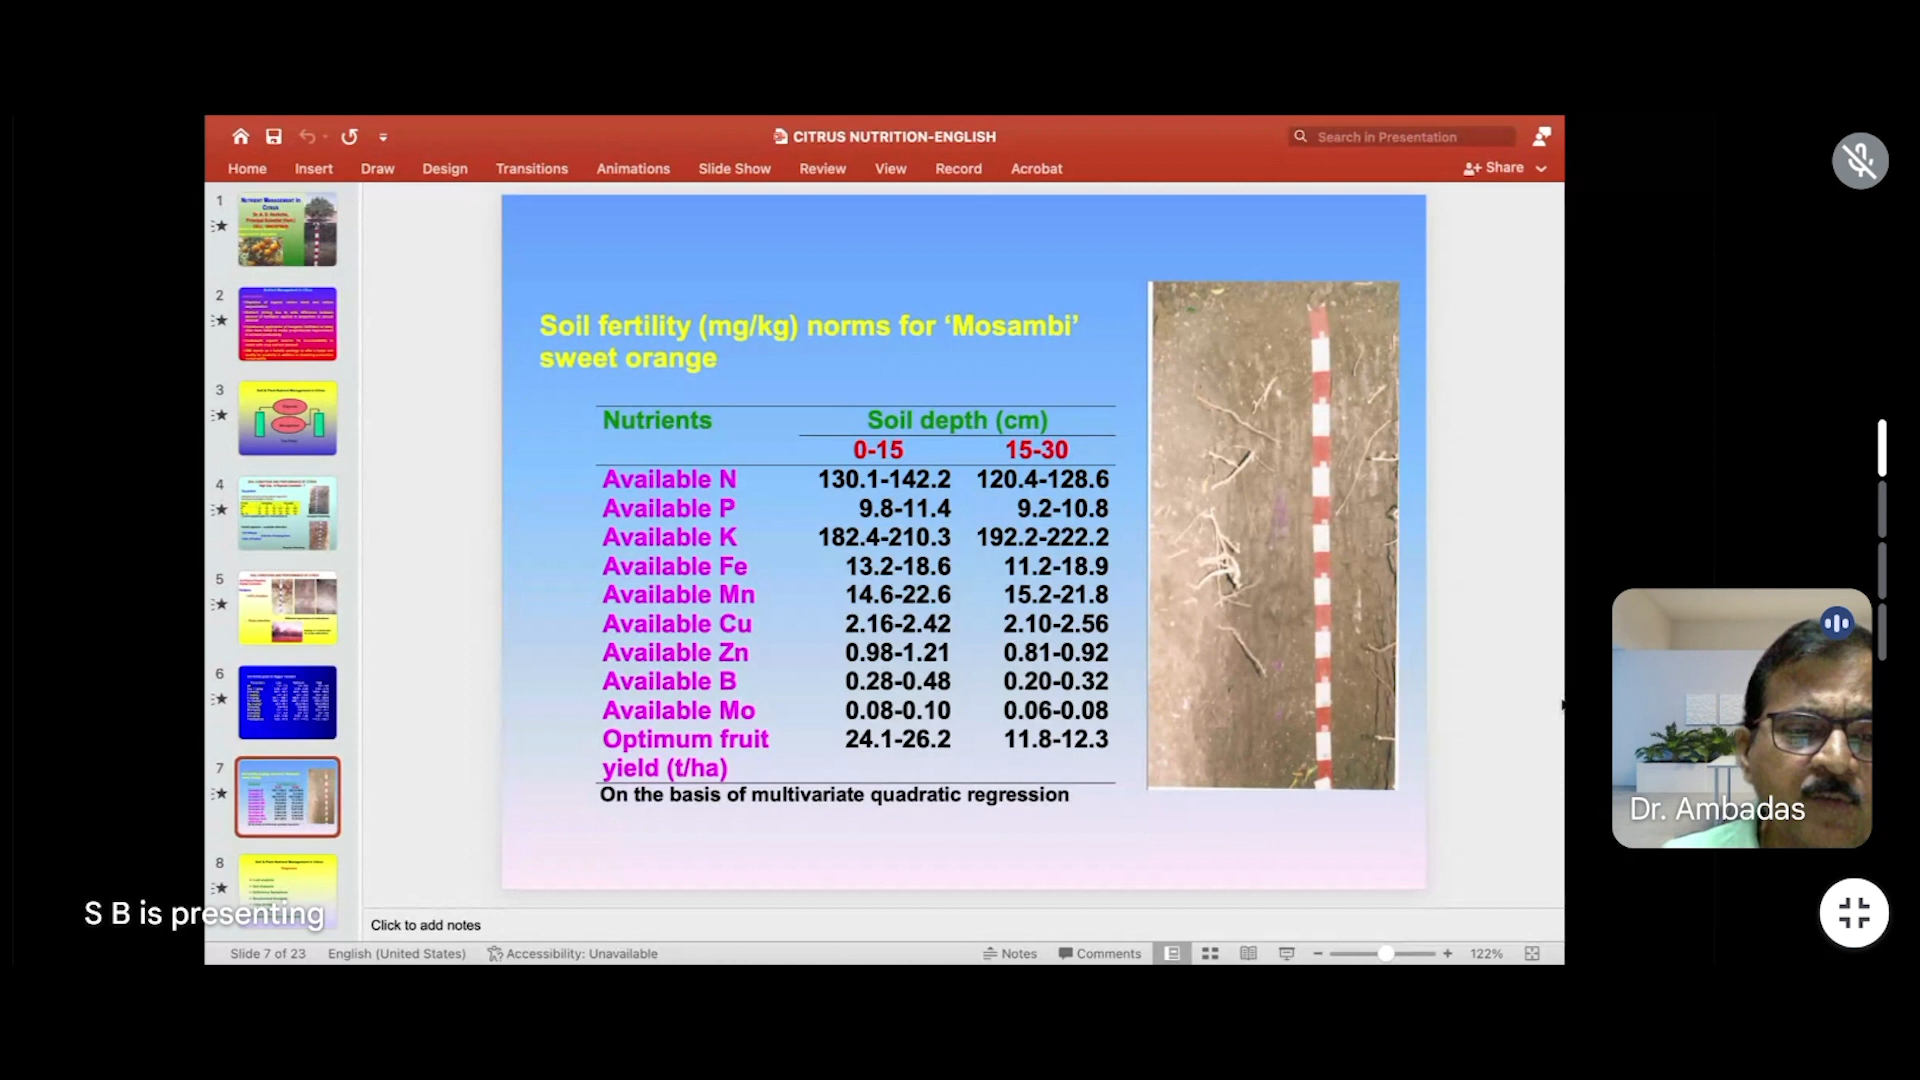 CITRUS NUTRITION-ENGLISH
Search in Presentation
Home Insert Draw Design Transitions Animations Slide Show Review View Record Acrobat Share
1
2
3
4
5
6
7
8
Soil fertility (mg/kg) norms for ‘Mosambi’
sweet orange
Nutrients Soil depth (cm)
0-15 15-30
Available N 130.1-142.2 120.4-128.6
Available P 9.8-11.4 9.2-10.8
Available K 182.4-210.3 192.2-222.2
Available Fe 13.2-18.6 11.2-18.9
Available Mn 14.6-22.6 15.2-21.8
Available Cu 2.16-2.42 2.10-2.56
Available Zn 0.98-1.21 0.81-0.92
Available B 0.28-0.48 0.20-0.32
Available Mo 0.08-0.10 0.06-0.08
Optimum fruit 24.1-26.2 11.8-12.3
yield (t/ha)
On the basis of multivariate quadratic regression
Dr. Ambadas
S B is presenting
Click to add notes
Slide 7 of 23 English (United States) Accessibility: Unavailable Notes Comments 122%